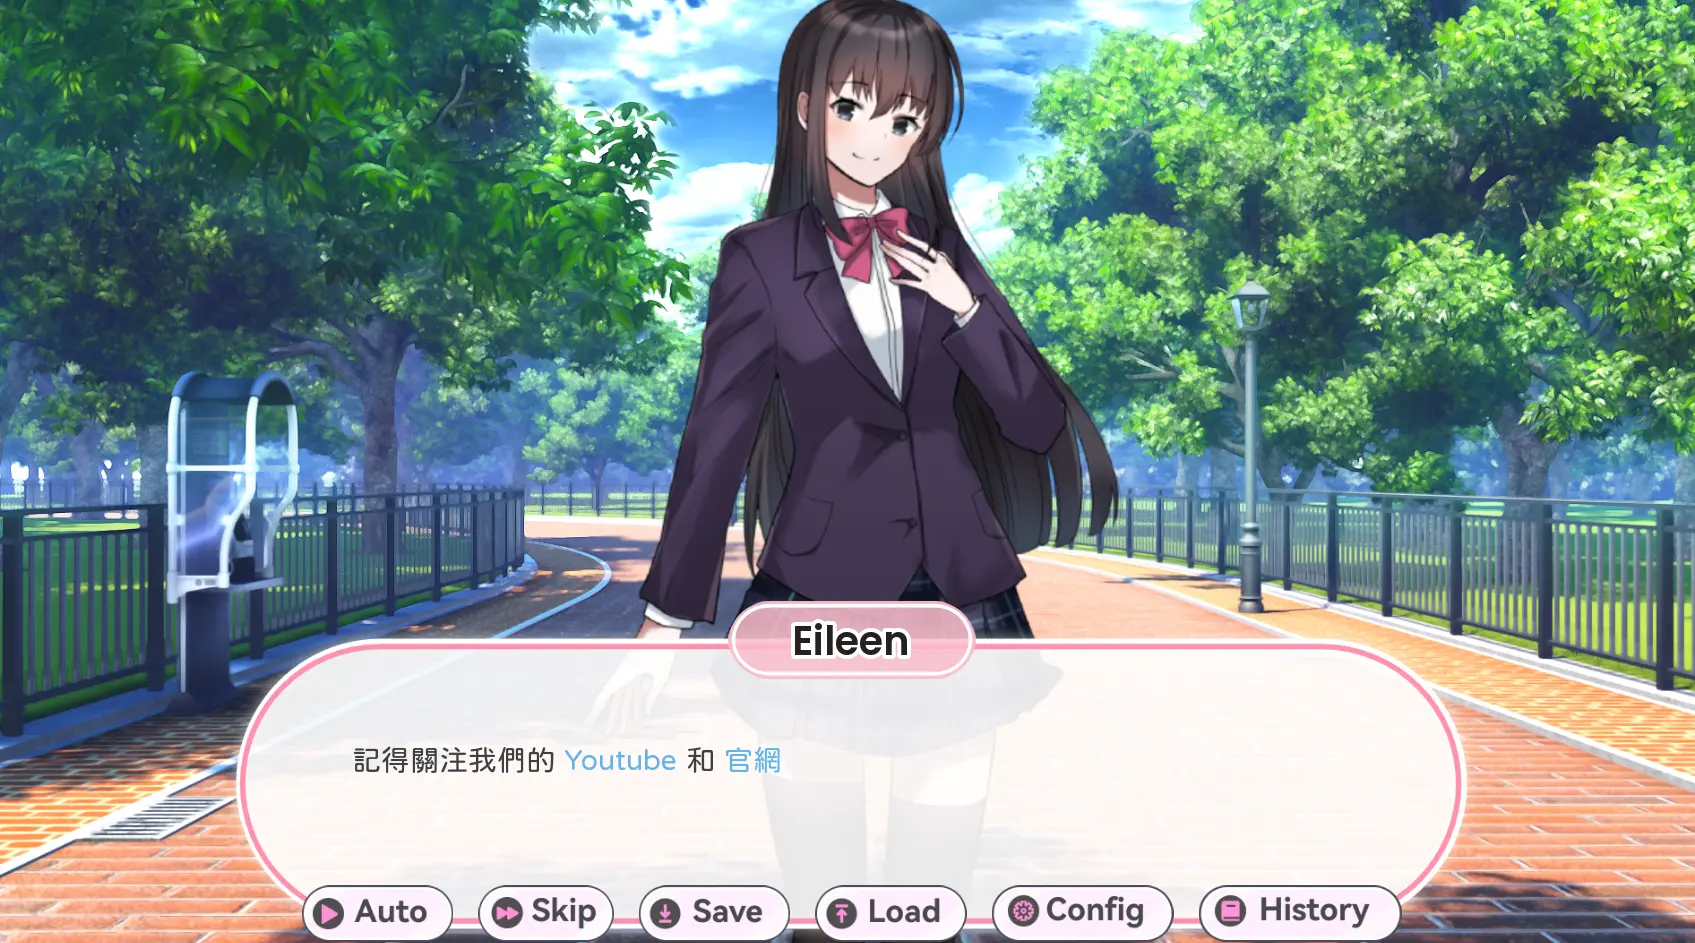 Eileen
記得關注我們的 Youtube 和 官網
Auto
Skip
Save
Load
Config
History